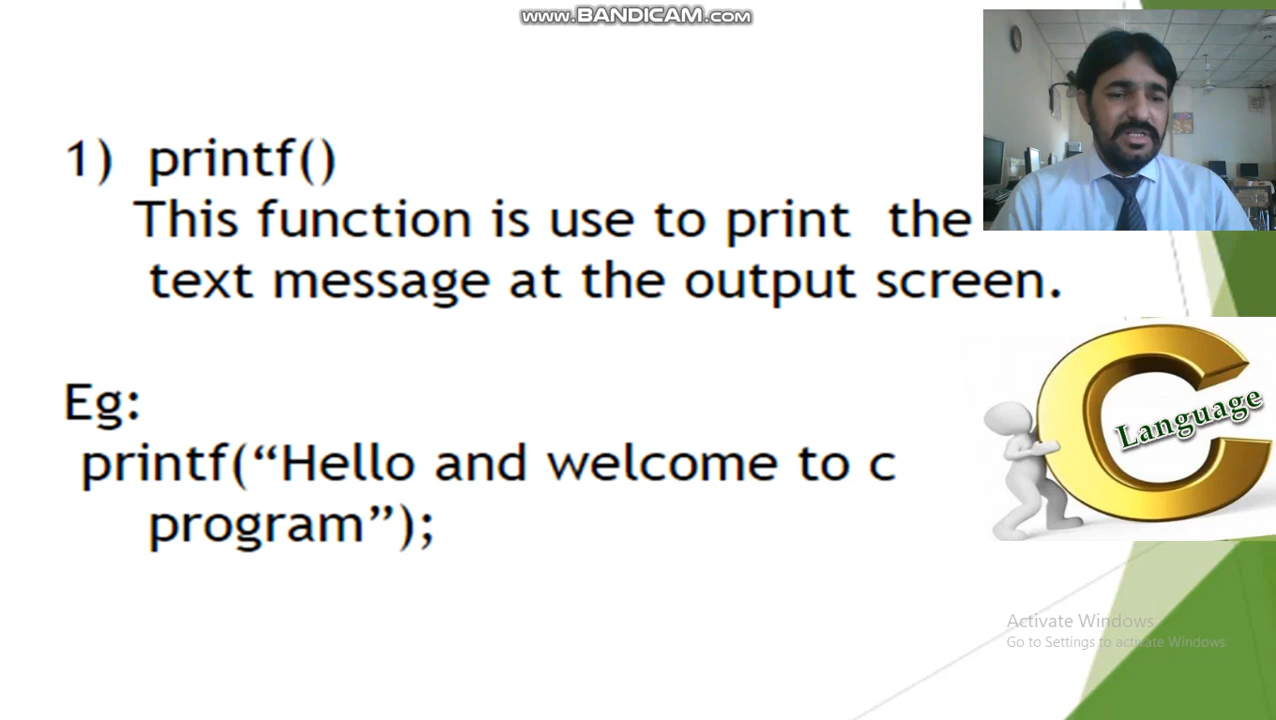 www.BANDICAM.com
1) printf()
This function is use to print the
text message at the output screen.
Eg:
printf(“Hello and welcome to c
program”);
Language
Activate Windows
Go to Settings to activate Windows.